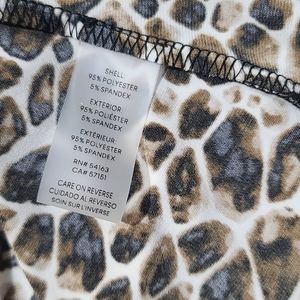 SHELL:
95% POLYESTER
5% SPANDEX
EXTERIOR:
95% POLIÉSTER
5% SPANDEX
EXTÉRIEUR:
95% POLYESTER
5% SPANDEX
RN# 54163
CA# 57151
CARE ON REVERSE
CUIDADO AL REVERSO
SOIN SUR L'INVERSE